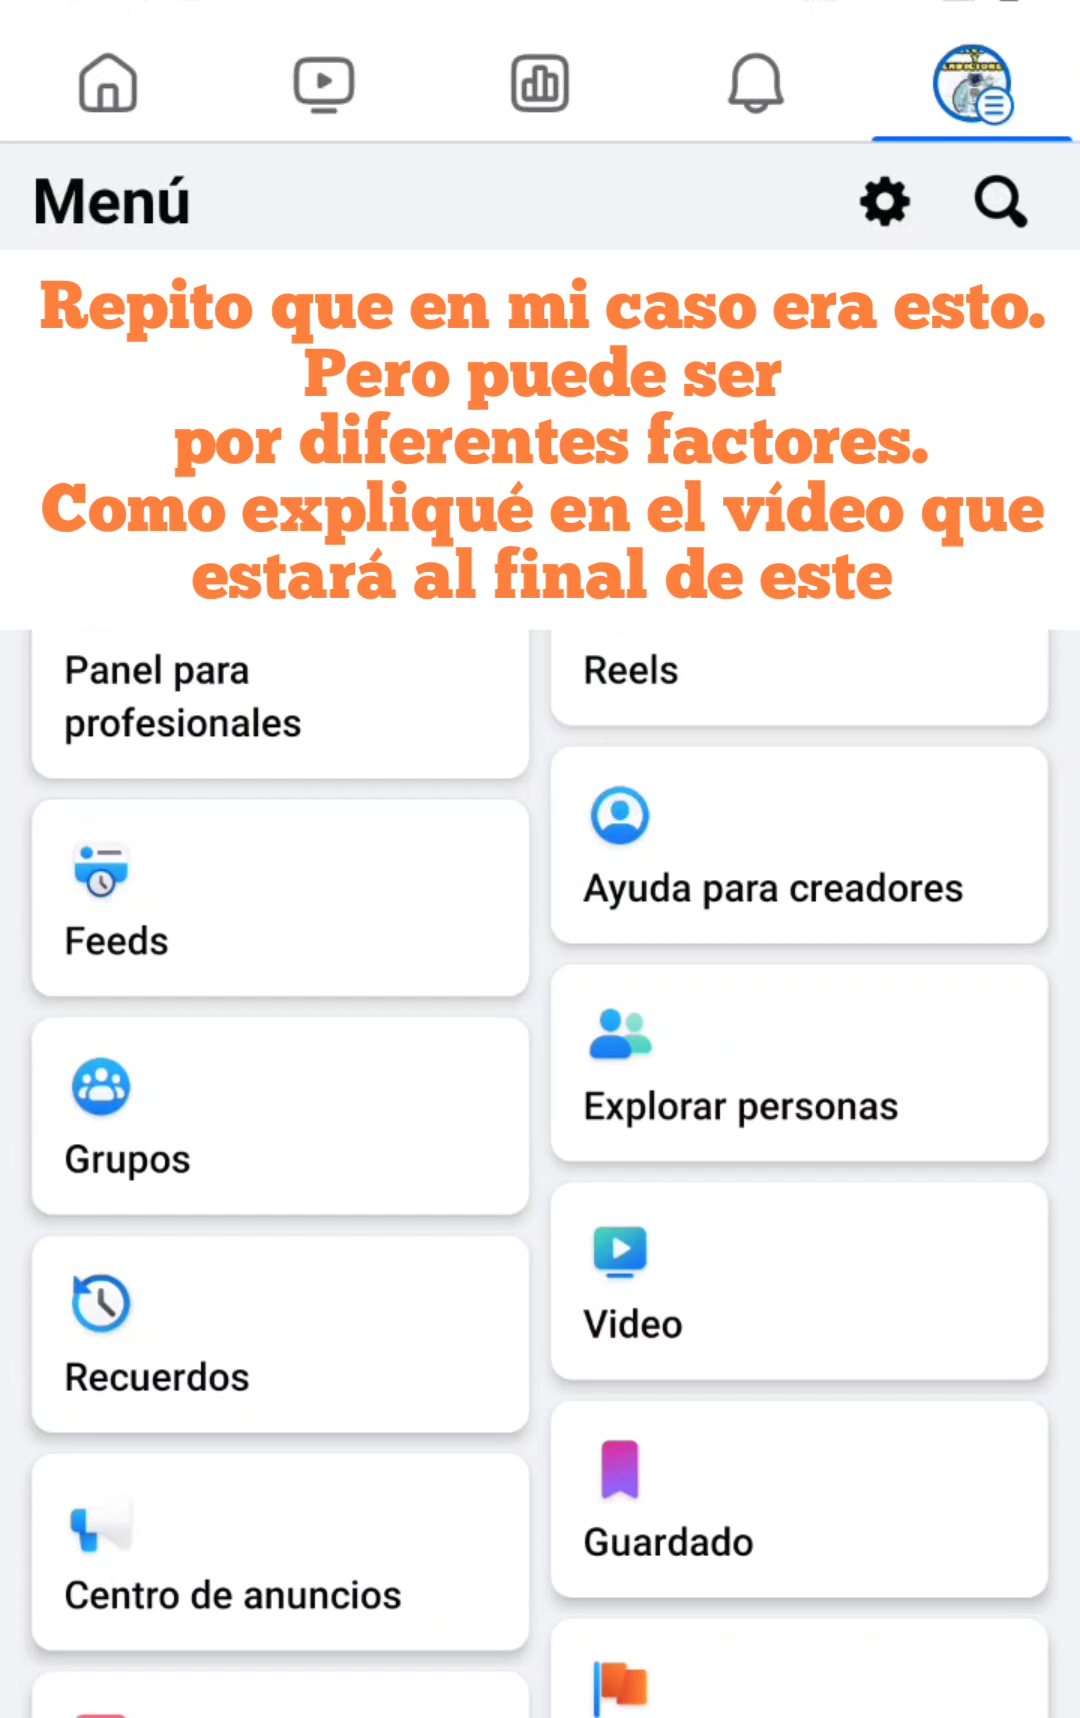 Menú
Repito que en mi caso era esto.
Pero puede ser
por diferentes factores.
Como expliqué en el vídeo que
estará al final de este
Panel para
profesionales
Reels
Ayuda para creadores
Feeds
Explorar personas
Grupos
Video
Recuerdos
Guardado
Centro de anuncios